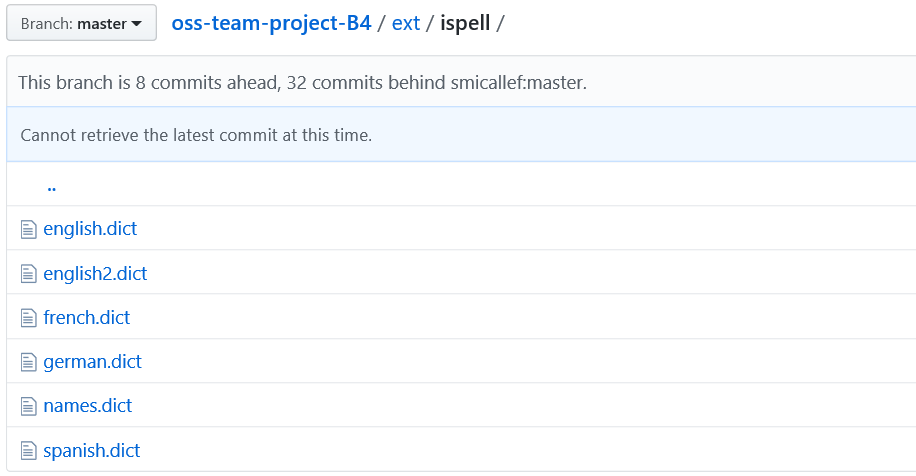 Branch: master oss-team-project-B4 / ext / ispell /
This branch is 8 commits ahead, 32 commits behind smicallef:master.
Cannot retrieve the latest commit at this time.
..
english.dict
english2.dict
french.dict
german.dict
names.dict
spanish.dict